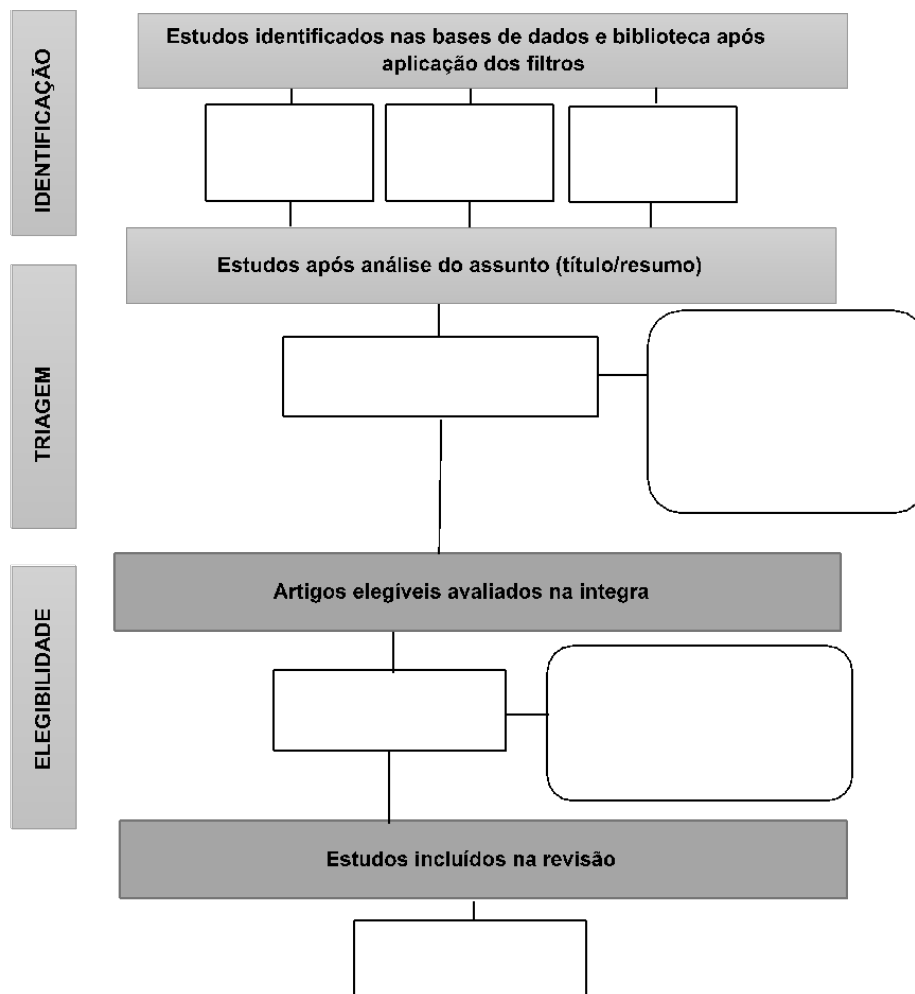 Estudos identificados nas bases de dados e biblioteca após
aplicação dos filtros
IDENTIFICAÇÃO
Estudos após análise do assunto (título/resumo)
TRIAGEM
Artigos elegíveis avaliados na integra
ELEGIBILIDADE
Estudos incluídos na revisão